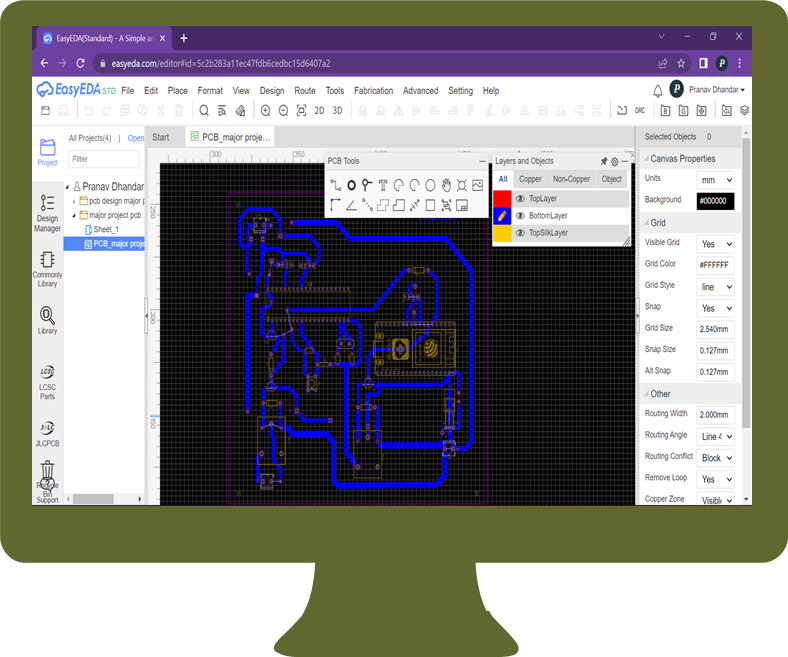 EasyEDA(Standard) - A Simple an
easyeda.com/editor#id=5c2b283a11ec47fdb6cedbc15d6407a2
P
EasyEDA STD File Edit Place Format View Design Route Tools Fabrication Advanced Setting Help P Pranav Dhandar
2D 3D DRC B G
All Projects(4) | Open
Start PCB_major proje...
Selected Objects 0
Project
Filter
Pranav Dhandar
pcb design major p
major project pcb
Sheet_1
PCB_major proje
Design
Manager
Commonly
Library
Library
LCSC
Parts
JLCPCB
Recycle
Bin
Support
300 350
PCB Tools
Layers and Objects
All Copper Non-Copper Object
TopLayer
BottomLayer
TopSilkLayer
Canvas Properties
Units mm
Background #000000
Grid
Visible Grid Yes
Grid Color #FFFFFF
Grid Style line
Snap Yes
Grid Size 2.540mm
Snap Size 0.127mm
Alt Snap 0.127mm
Other
Routing Width 2.000mm
Routing Angle Line 4
Routing Conflict Block
Remove Loop Yes
Copper Zone Visibl